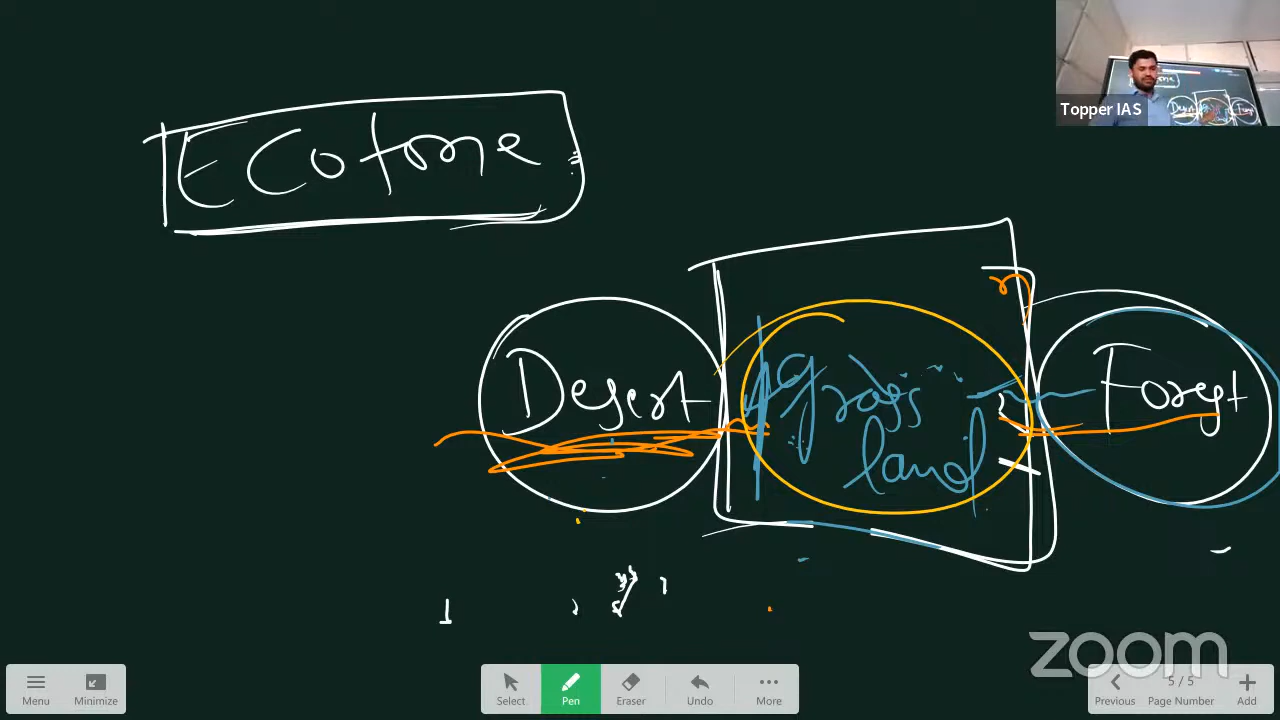 Topper IAS
ECotone
Desert
Grass
land
Forest
zoom
Menu
Minimize
Select
Pen
Eraser
Undo
More
Previous
5 / 5
Page Number
Add